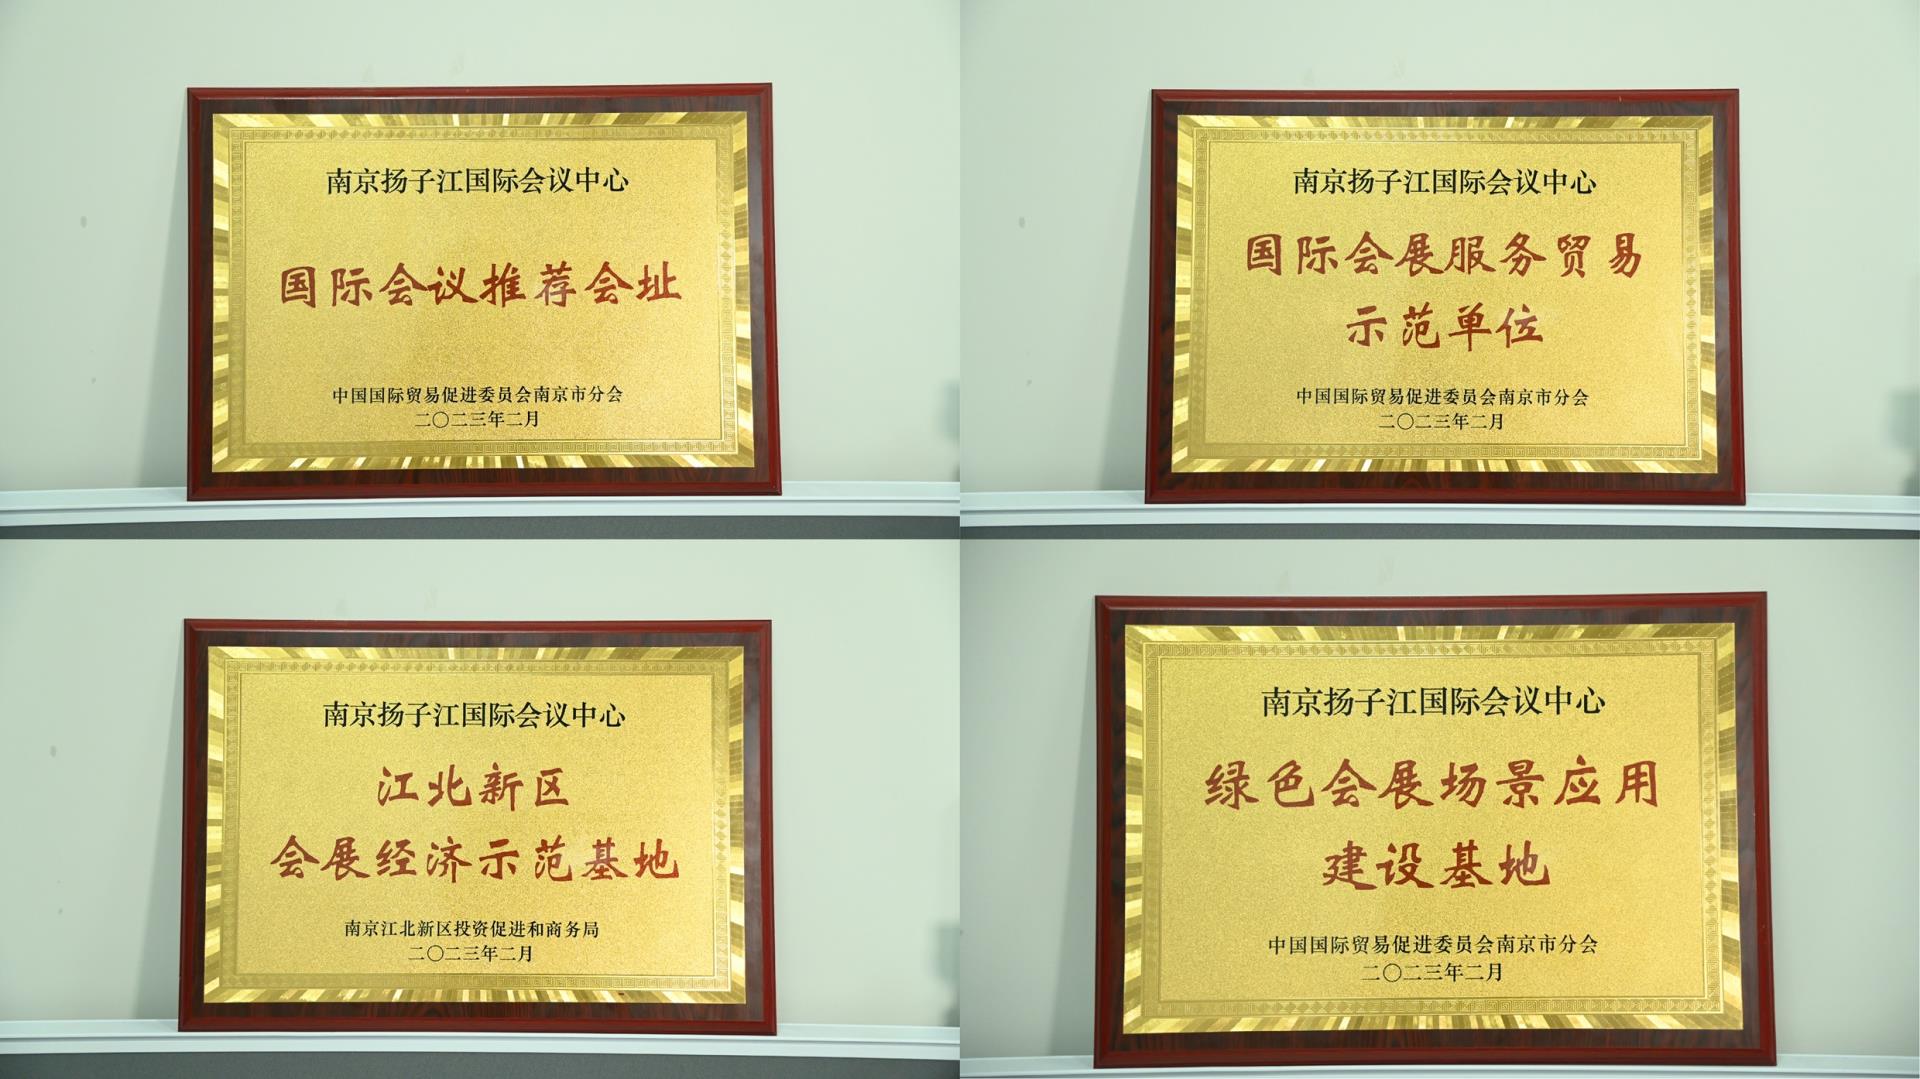 南京扬子江国际会议中心
国际会议推荐会址
中国国际贸易促进委员会南京市分会
二〇二三年二月
南京扬子江国际会议中心
国际会展服务贸易
示范单位
中国国际贸易促进委员会南京市分会
二〇二三年二月
南京扬子江国际会议中心
江北新区
会展经济示范基地
南京江北新区投资促进和商务局
二〇二三年二月
南京扬子江国际会议中心
绿色会展场景应用
建设基地
中国国际贸易促进委员会南京市分会
二〇二三年二月